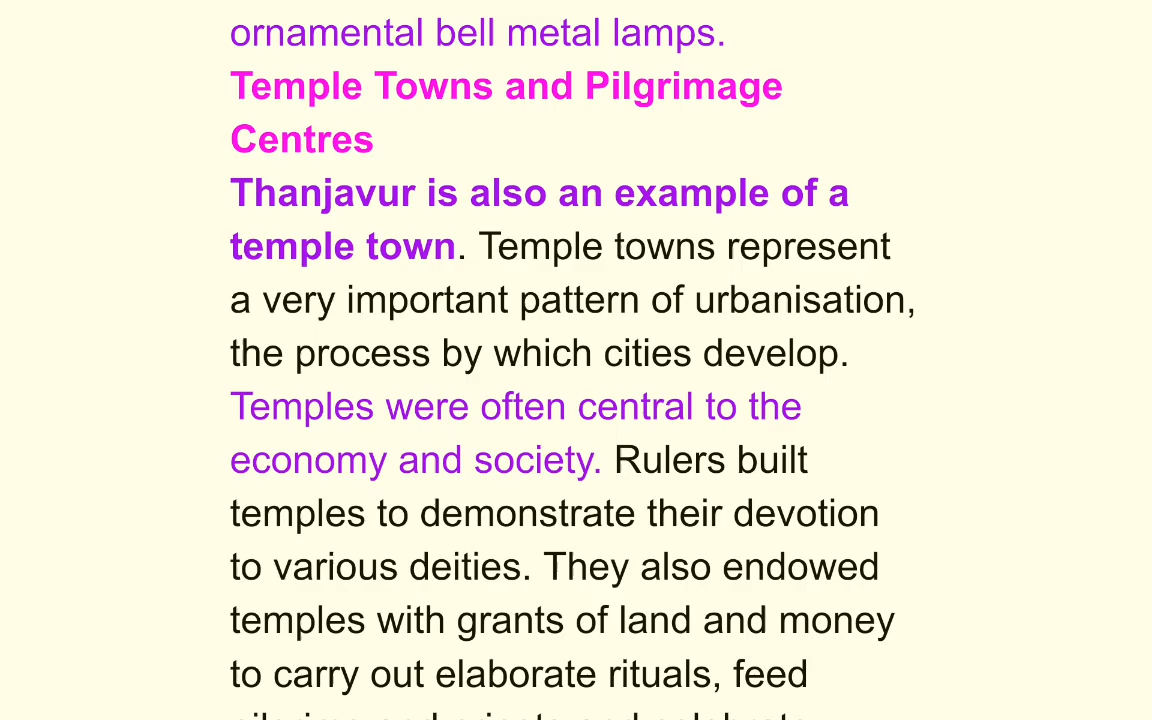 ornamental bell metal lamps.
Temple Towns and Pilgrimage
Centres
Thanjavur is also an example of a
temple town. Temple towns represent
a very important pattern of urbanisation,
the process by which cities develop.
Temples were often central to the
economy and society. Rulers built
temples to demonstrate their devotion
to various deities. They also endowed
temples with grants of land and money
to carry out elaborate rituals, feed